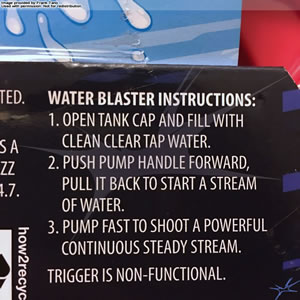 Image provided by Frank Yario
Used with permission: Not for redistribution
WATER BLASTER INSTRUCTIONS:
1. OPEN TANK CAP AND FILL WITH
CLEAN CLEAR TAP WATER.
2. PUSH PUMP HANDLE FORWARD,
PULL IT BACK TO START A STREAM
OF WATER.
3. PUMP FAST TO SHOOT A POWERFUL
CONTINUOUS STEADY STREAM.
TRIGGER IS NON-FUNCTIONAL.
TED.
S A
ZZ
4.7.
how2recyc